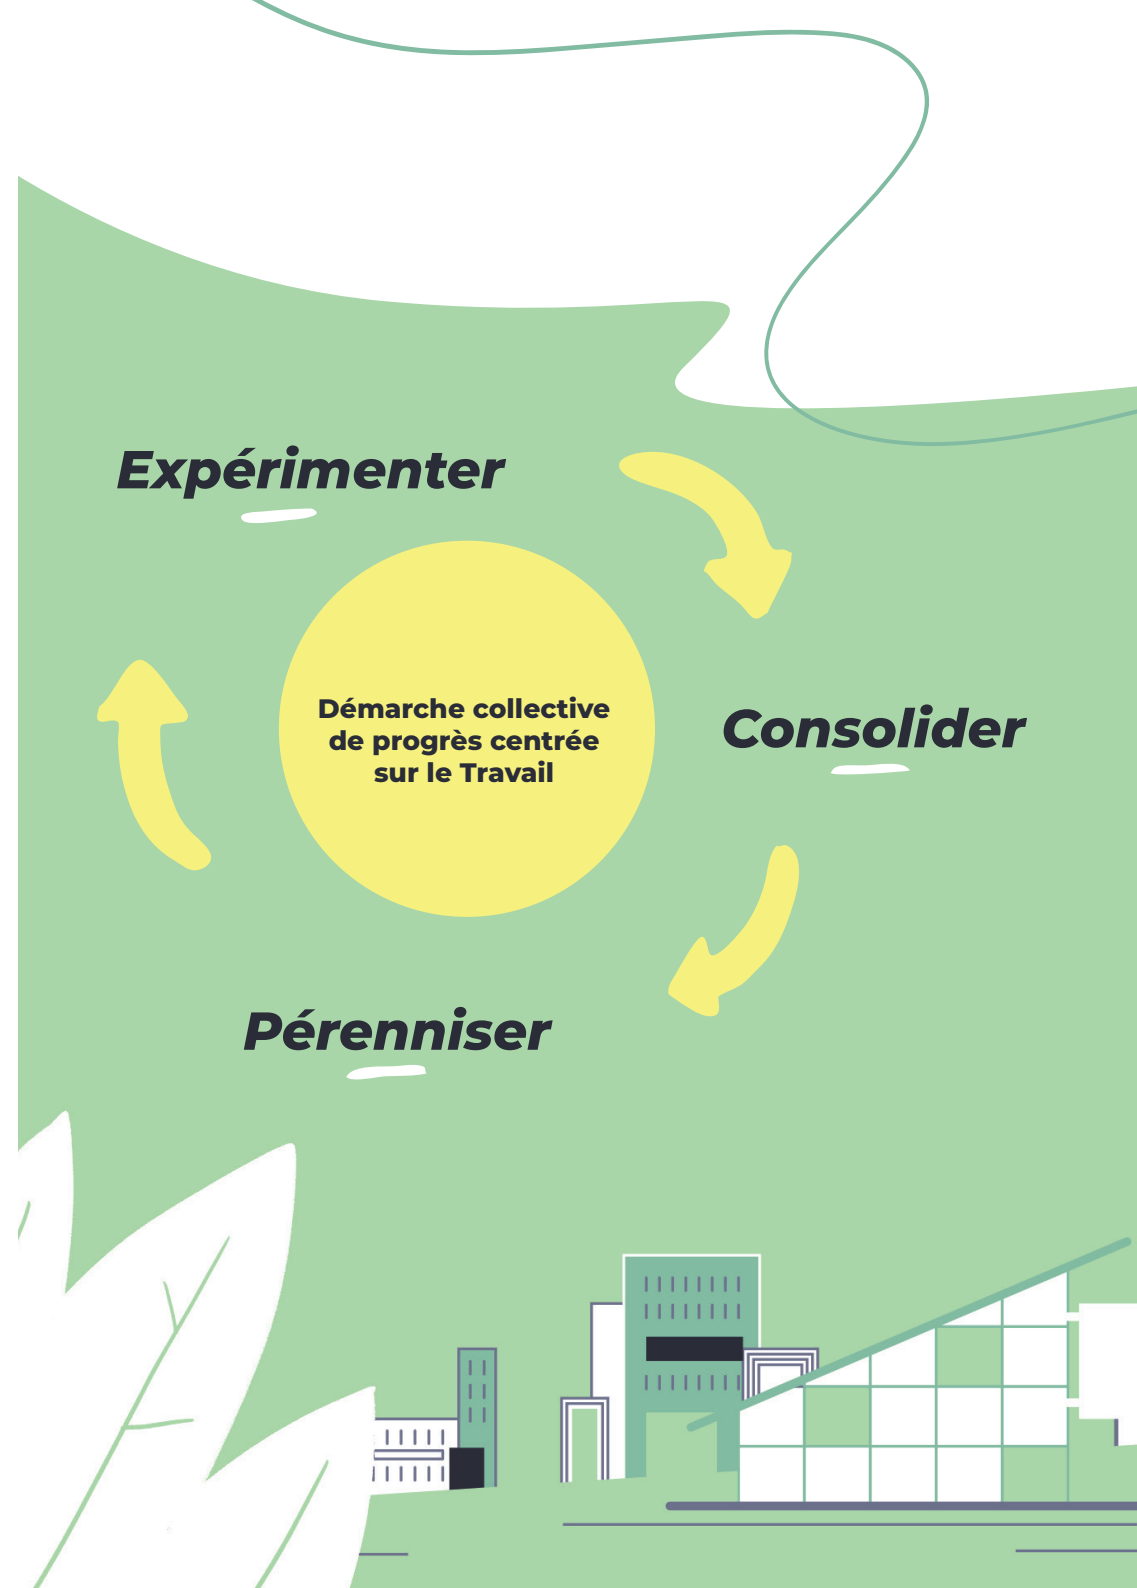 Expérimenter
Démarche collective
de progrès centrée
sur le Travail
Consolider
Pérenniser